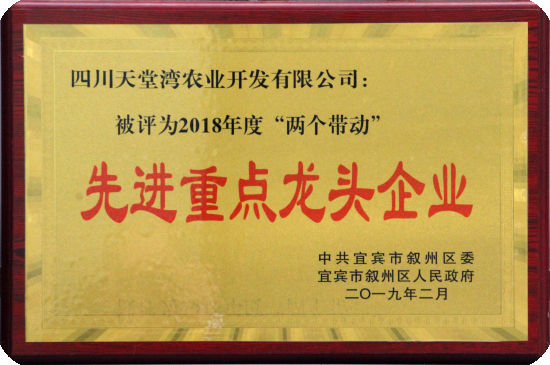 四川天堂湾农业开发有限公司：
被评为2018年度“两个带动”
先进重点龙头企业
中共宜宾市叙州区委
宜宾市叙州区人民政府
二〇一九年二月